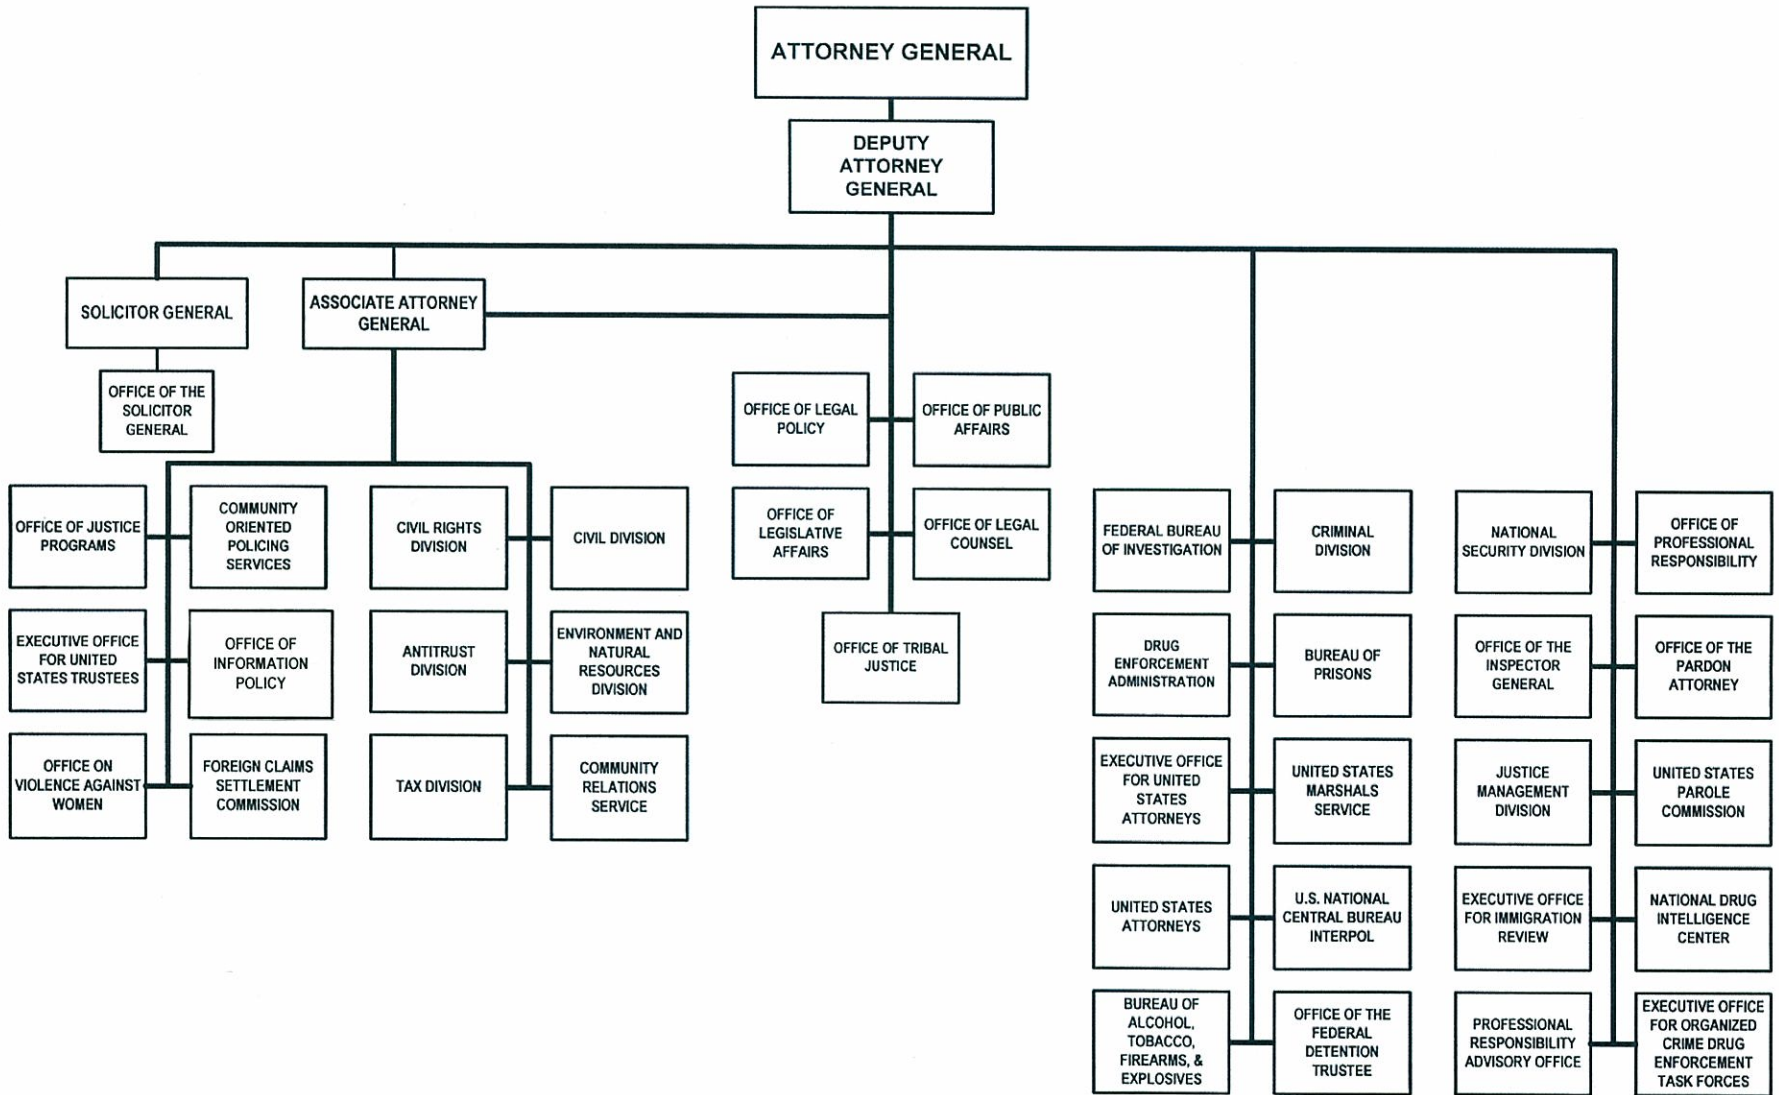 ATTORNEY GENERAL
DEPUTY
ATTORNEY
GENERAL
SOLICITOR GENERAL
ASSOCIATE ATTORNEY
GENERAL
OFFICE OF THE
SOLICITOR
GENERAL
OFFICE OF LEGAL
POLICY
OFFICE OF PUBLIC
AFFAIRS
OFFICE OF
LEGISLATIVE
AFFAIRS
OFFICE OF LEGAL
COUNSEL
OFFICE OF TRIBAL
JUSTICE
OFFICE OF JUSTICE
PROGRAMS
COMMUNITY
ORIENTED
POLICING
SERVICES
EXECUTIVE OFFICE
FOR UNITED
STATES TRUSTEES
OFFICE OF
INFORMATION
POLICY
OFFICE ON
VIOLENCE AGAINST
WOMEN
FOREIGN CLAIMS
SETTLEMENT
COMMISSION
CIVIL RIGHTS
DIVISION
CIVIL DIVISION
ANTITRUST
DIVISION
ENVIRONMENT AND
NATURAL
RESOURCES
DIVISION
TAX DIVISION
COMMUNITY
RELATIONS
SERVICE
FEDERAL BUREAU
OF INVESTIGATION
CRIMINAL
DIVISION
DRUG
ENFORCEMENT
ADMINISTRATION
BUREAU OF
PRISONS
EXECUTIVE OFFICE
FOR UNITED
STATES
ATTORNEYS
UNITED STATES
MARSHALS
SERVICE
UNITED STATES
ATTORNEYS
U.S. NATIONAL
CENTRAL BUREAU
INTERPOL
BUREAU OF
ALCOHOL,
TOBACCO,
FIREARMS, &
EXPLOSIVES
OFFICE OF THE
FEDERAL
DETENTION
TRUSTEE
NATIONAL
SECURITY DIVISION
OFFICE OF
PROFESSIONAL
RESPONSIBILITY
OFFICE OF THE
INSPECTOR
GENERAL
OFFICE OF THE
PARDON
ATTORNEY
JUSTICE
MANAGEMENT
DIVISION
UNITED STATES
PAROLE
COMMISSION
EXECUTIVE OFFICE
FOR IMMIGRATION
REVIEW
NATIONAL DRUG
INTELLIGENCE
CENTER
PROFESSIONAL
RESPONSIBILITY
ADVISORY OFFICE
EXECUTIVE OFFICE
FOR ORGANIZED
CRIME DRUG
ENFORCEMENT
TASK FORCES